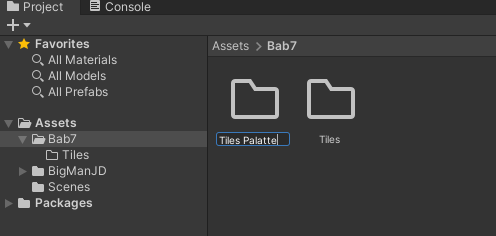 Project Console
Favorites
All Materials
All Models
All Prefabs
Assets
Bab7
Tiles
BigManJD
Scenes
Packages
Assets > Bab7
Tiles Palatte Tiles